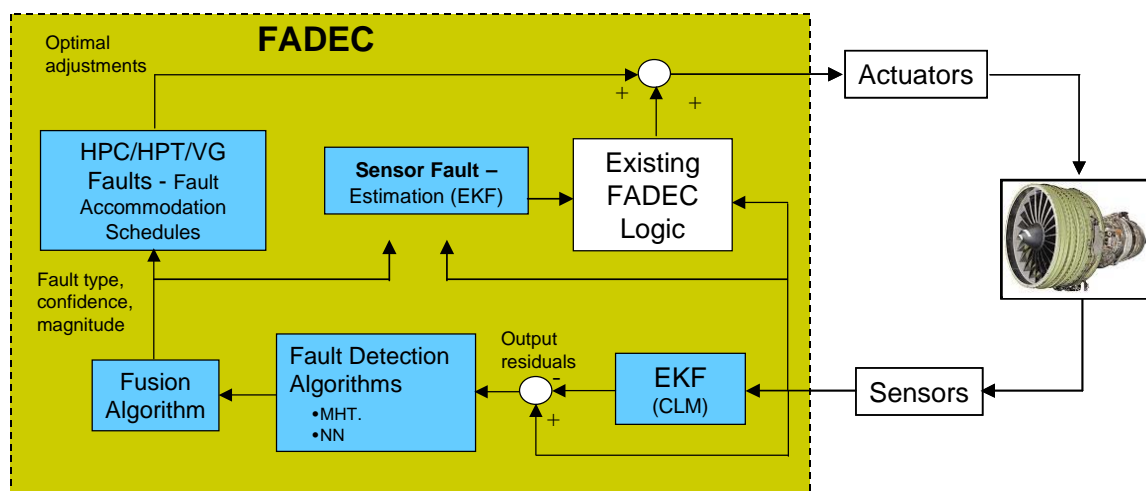 FADEC
Optimal
adjustments
+
+
Actuators
HPC/HPT/VG
Faults - Fault
Accommodation
Schedules
Sensor Fault –
Estimation (EKF)
Existing
FADEC
Logic
Fault type,
confidence,
magnitude
Fusion
Algorithm
Fault Detection
Algorithms
•MHT.
•NN
Output
residuals
-
+
EKF
(CLM)
Sensors